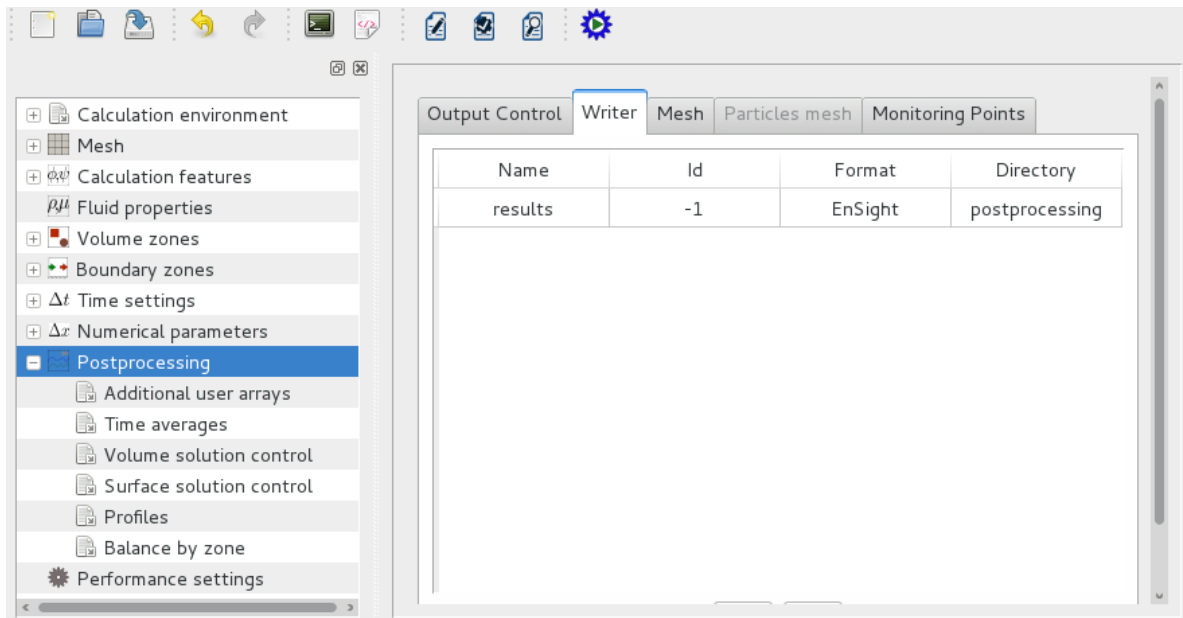 Calculation environment
Mesh
Calculation features
Fluid properties
Volume zones
Boundary zones
Δt Time settings
Δx Numerical parameters
Postprocessing
Additional user arrays
Time averages
Volume solution control
Surface solution control
Profiles
Balance by zone
Performance settings
Output Control Writer Mesh Particles mesh Monitoring Points
Name Id Format Directory
results -1 EnSight postprocessing